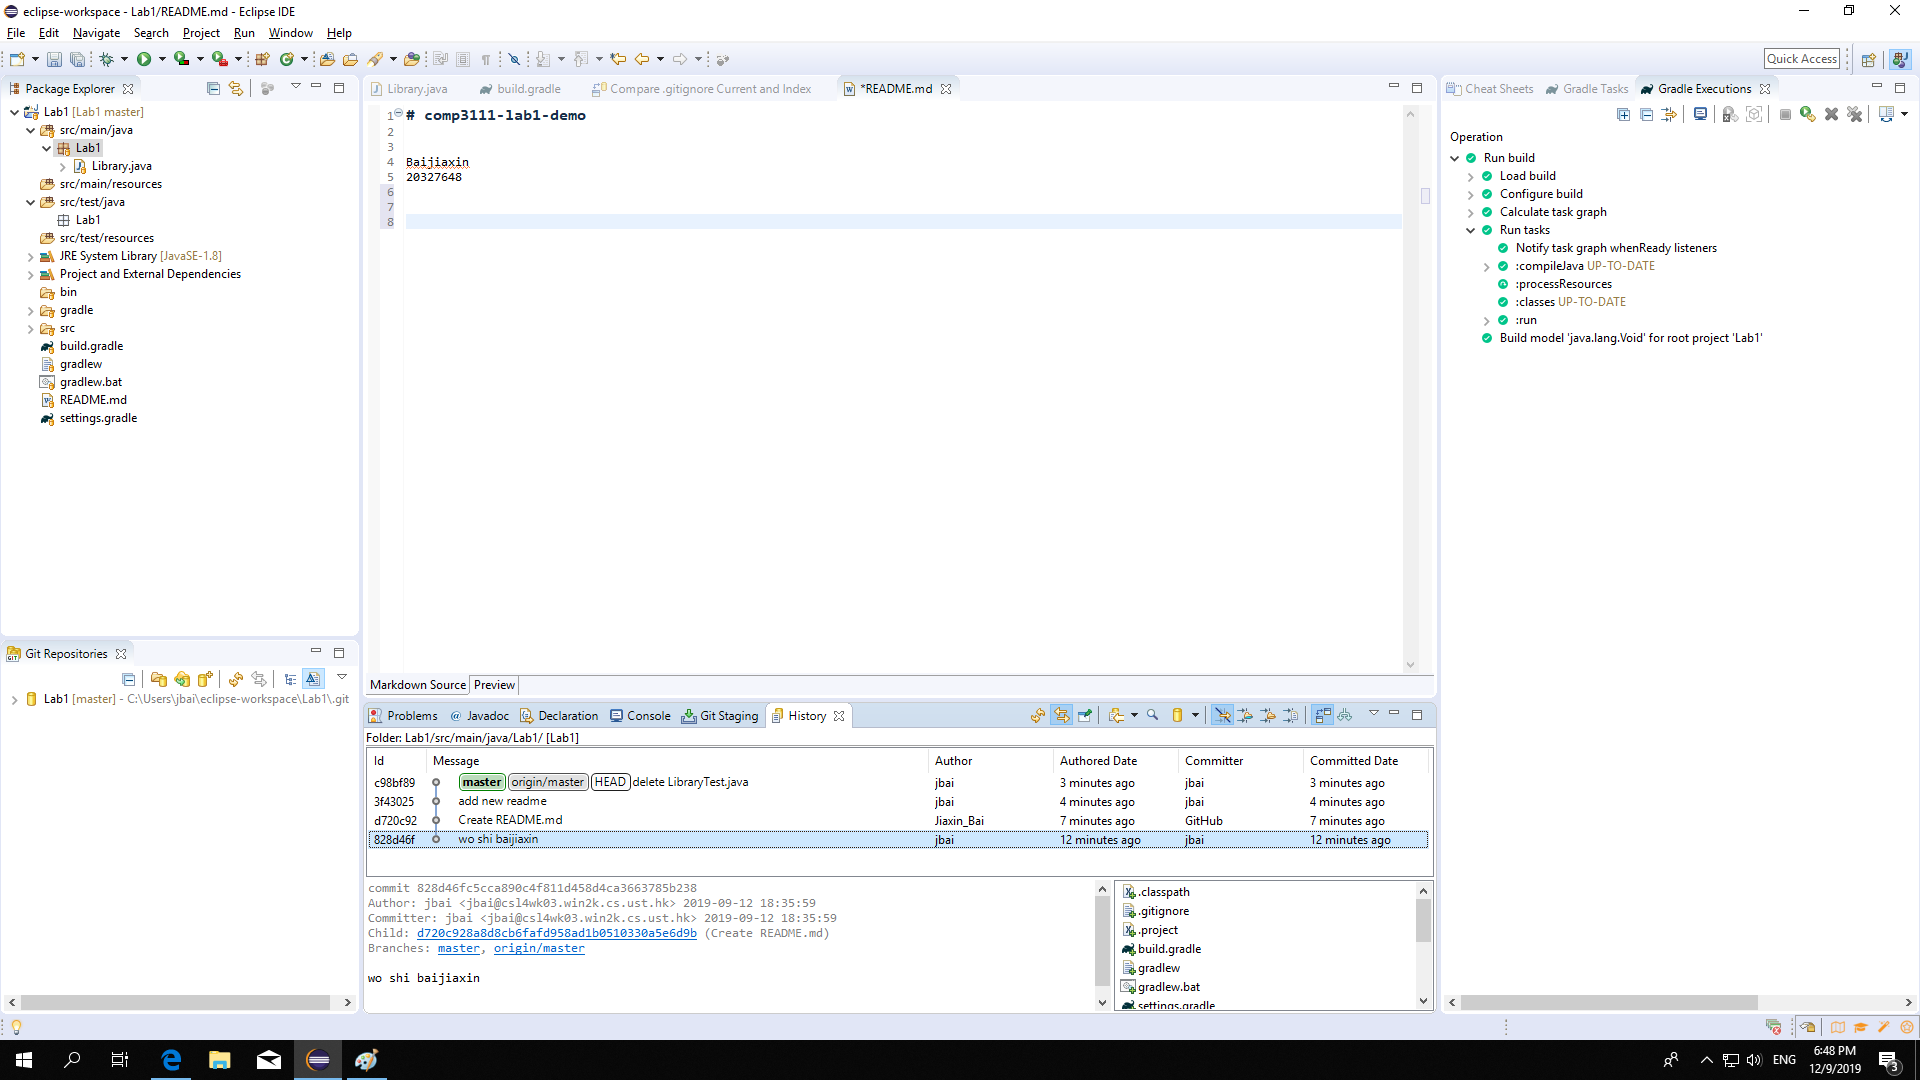 eclipse-workspace - Lab1/README.md - Eclipse IDE
File Edit Navigate Search Project Run Window Help
Quick Access
Package Explorer
Lab1 [Lab1 master]
src/main/java
Lab1
Library.java
src/main/resources
src/test/java
Lab1
src/test/resources
JRE System Library [JavaSE-1.8]
Project and External Dependencies
bin
gradle
src
build.gradle
gradlew
gradlew.bat
README.md
settings.gradle
Git Repositories
Lab1 [master] - C:\Users\jbai\eclipse-workspace\Lab1\.git
Library.java build.gradle Compare .gitignore Current and Index *README.md
1 # comp3111-lab1-demo
2
3
4 Baijiaxin
5 20327648
6
7
8
Markdown Source Preview
Problems @ Javadoc Declaration Console Git Staging History
Folder: Lab1/src/main/java/Lab1/ [Lab1]
Id Message Author Authored Date Committer Committed Date
c98bf89 master origin/master HEAD delete LibraryTest.java jbai 3 minutes ago jbai 3 minutes ago
3f43025 add new readme jbai 4 minutes ago jbai 4 minutes ago
d720c92 Create README.md Jiaxin_Bai 7 minutes ago GitHub 7 minutes ago
828d46f wo shi baijiaxin jbai 12 minutes ago jbai 12 minutes ago
commit 828d46fc5cca890c4f811d458d4ca3663785b238
Author: jbai <jbai@csl4wk03.win2k.cs.ust.hk> 2019-09-12 18:35:59
Committer: jbai <jbai@csl4wk03.win2k.cs.ust.hk> 2019-09-12 18:35:59
Child: d720c928a8d8cb6fafd958ad1b0510330a5e6d9b (Create README.md)
Branches: master, origin/master
wo shi baijiaxin
.classpath
.gitignore
.project
build.gradle
gradlew
gradlew.bat
settings.gradle
Cheat Sheets Gradle Tasks Gradle Executions
Operation
Run build
Load build
Configure build
Calculate task graph
Run tasks
Notify task graph whenReady listeners
:compileJava UP-TO-DATE
:processResources
:classes UP-TO-DATE
:run
Build model 'java.lang.Void' for root project 'Lab1'
ENG
6:48 PM
12/9/2019
3